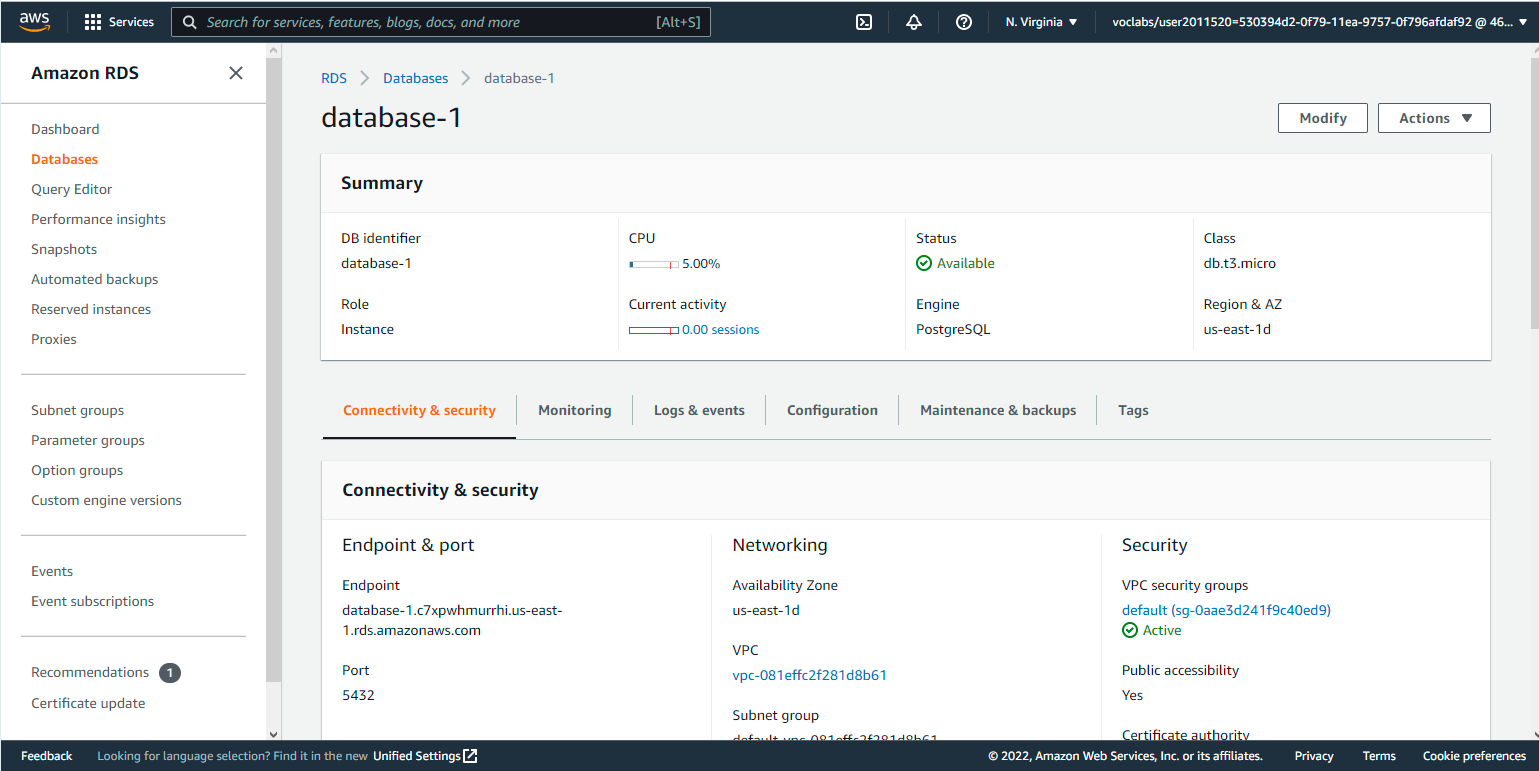 aws
Services
Search for services, features, blogs, docs, and more [Alt+S]
N. Virginia
voclabs/user2011520=530394d2-0f79-11ea-9757-0f796afdaf92 @ 46...
Amazon RDS
Dashboard
Databases
Query Editor
Performance insights
Snapshots
Automated backups
Reserved instances
Proxies
Subnet groups
Parameter groups
Option groups
Custom engine versions
Events
Event subscriptions
Recommendations 1
Certificate update
RDS > Databases > database-1
database-1
Modify
Actions
Summary
DB identifier
database-1
CPU
5.00%
Status
Available
Class
db.t3.micro
Role
Instance
Current activity
0.00 sessions
Engine
PostgreSQL
Region & AZ
us-east-1d
Connectivity & security
Monitoring
Logs & events
Configuration
Maintenance & backups
Tags
Connectivity & security
Endpoint & port
Endpoint
database-1.c7xpwhmurrhi.us-east-
1.rds.amazonaws.com
Port
5432
Networking
Availability Zone
us-east-1d
VPC
vpc-081effc2f281d8b61
Subnet group
default-vpc-081effc2f281d8b61
Security
VPC security groups
default (sg-0aae3d241f9c40ed9)
Active
Public accessibility
Yes
Certificate authority
Feedback
Looking for language selection? Find it in the new Unified Settings
© 2022, Amazon Web Services, Inc. or its affiliates.
Privacy
Terms
Cookie preferences